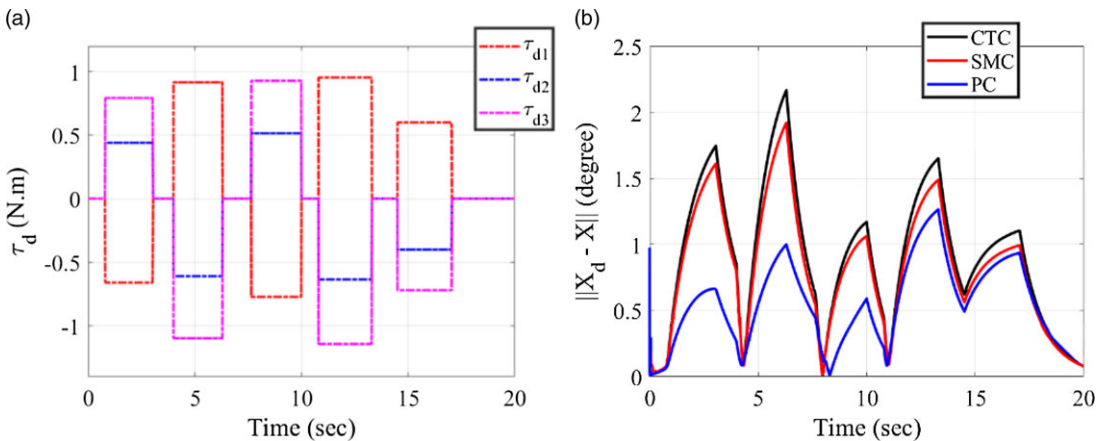 (a)
τd1
τd2
τd3
1
0.5
0
-0.5
-1
τd (N.m)
0
5
10
15
20
Time (sec)
(b)
CTC
SMC
PC
2.5
2
1.5
1
0.5
0
||Xd - X|| (degree)
0
5
10
15
20
Time (sec)